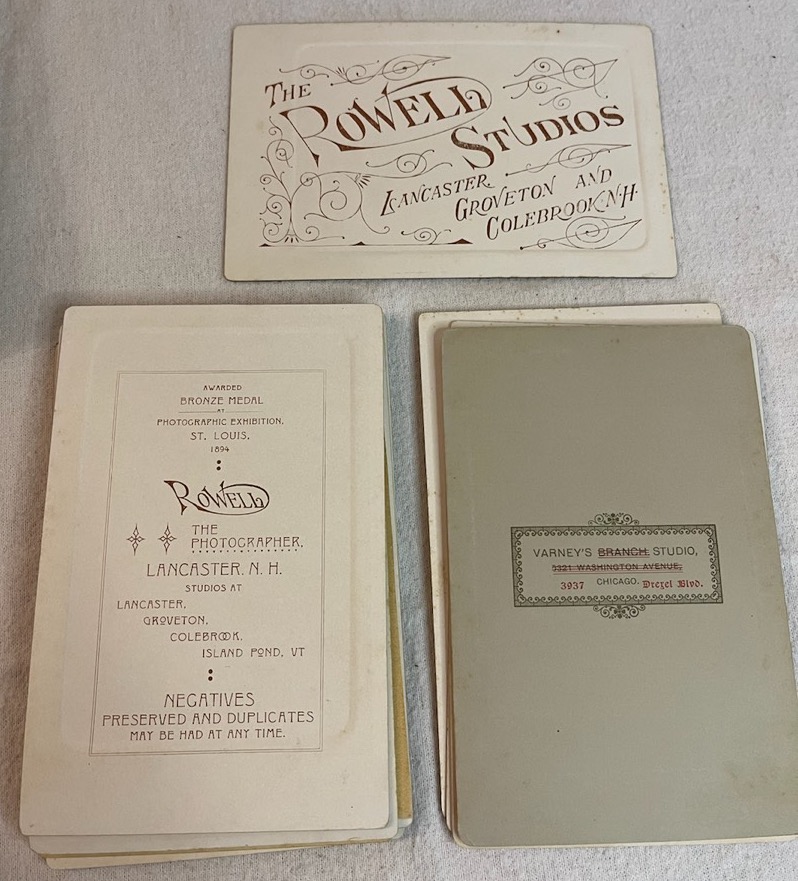 THE
ROWELL
STUDIOS
LANCASTER,
GROVETON AND
COLEBROOK, N.H.
AWARDED
BRONZE MEDAL
AT
PHOTOGRAPHIC EXHIBITION,
ST. LOUIS,
1894
ROWELL
THE
PHOTOGRAPHER,
LANCASTER, N. H.
STUDIOS AT
LANCASTER,
GROVETON,
COLEBROOK,
ISLAND POND, VT
NEGATIVES
PRESERVED AND DUPLICATES
MAY BE HAD AT ANY TIME.
VARNEY'S BRANCH STUDIO,
3321 WASHINGTON AVENUE,
3937 CHICAGO. Drexel Blvd.